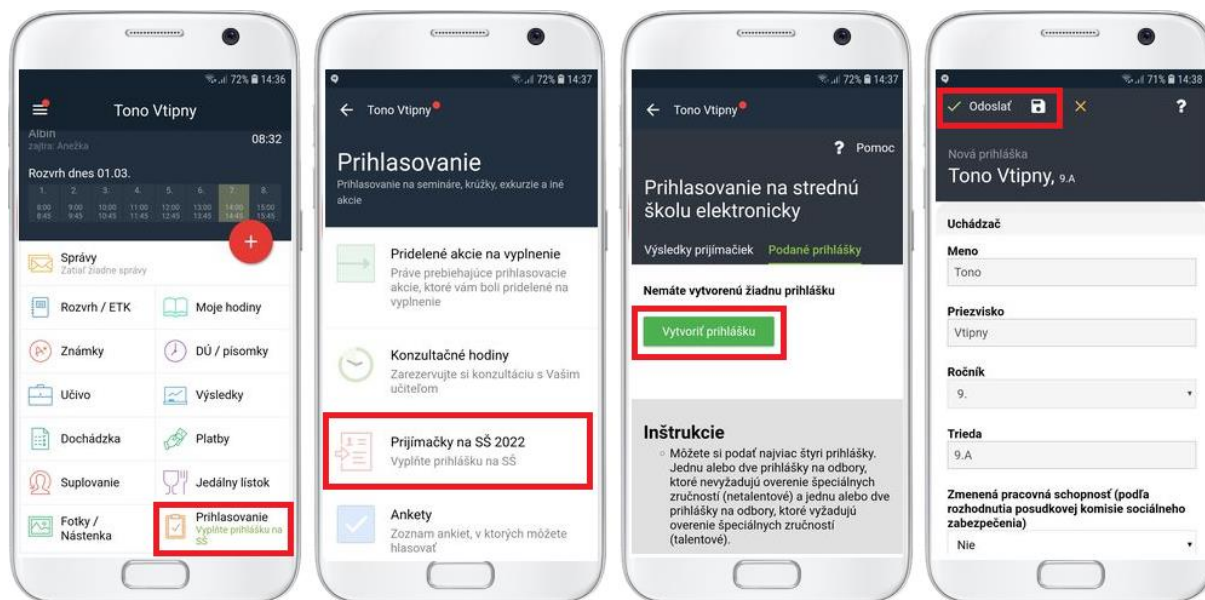 72% 14:36
Tono Vtipny
Albín
zajtra: Anežka
08:32
Rozvrh dnes 01.03.
1. 2. 3. 4. 5. 6. 7. 8.
8:00 9:00 10:00 11:00 12:00 13:00 14:00 15:00
8:45 9:45 10:45 11:45 12:45 13:45 14:45 15:45
+
Správy
Zatiaľ žiadne správy
Rozvrh / ETK
Moje hodiny
Známky
DÚ / písomky
Učivo
Výsledky
Dochádzka
Platby
Suplovanie
Jedálny lístok
Fotky /
Nástenka
Prihlasovanie
Vyplňte prihlášku na
SŠ
72% 14:37
Tono Vtipny
Prihlasovanie
Prihlasovanie na semináre, krúžky, exkurzie a iné
akcie
Pridelené akcie na vyplnenie
Práve prebiehajúce prihlasovacie
akcie, ktoré vám boli pridelené na
vyplnenie
Konzultačné hodiny
Zarezervujte si konzultáciu s Vašim
učiteľom
Prijímačky na SŠ 2022
Vyplňte prihlášku na SŠ
Ankety
Zoznam ankiet, v ktorých môžete
hlasovať
72% 14:37
Tono Vtipny
? Pomoc
Prihlasovanie na strednú
školu elektronicky
Výsledky prijímačiek Podané prihlášky
Nemáte vytvorenú žiadnu prihlášku
Vytvoriť prihlášku
Inštrukcie
Môžete si podať najviac štyri prihlášky.
Jednu alebo dve prihlášky na odbory,
ktoré nevyžadujú overenie špeciálnych
zručností (netalentové) a jednu alebo dve
prihlášky na odbory, ktoré vyžadujú
overenie špeciálnych zručností
(talentové).
71% 14:38
Odoslať
?
Nová prihláška
Tono Vtipny, 9.A
Uchádzač
Meno
Tono
Priezvisko
Vtipny
Ročník
9.
Trieda
9.A
Zmenená pracovná schopnosť (podľa
rozhodnutia posudkovej komisie sociálneho
zabezpečenia)
Nie